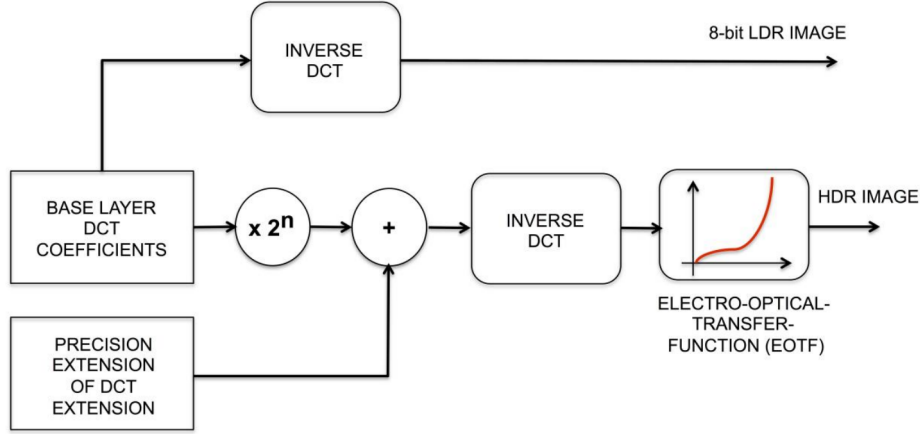 INVERSE
DCT
8-bit LDR IMAGE
BASE LAYER
DCT
COEFFICIENTS
x 2ⁿ
+
INVERSE
DCT
HDR IMAGE
ELECTRO-OPTICAL-
TRANSFER-
FUNCTION (EOTF)
PRECISION
EXTENSION
OF DCT
EXTENSION